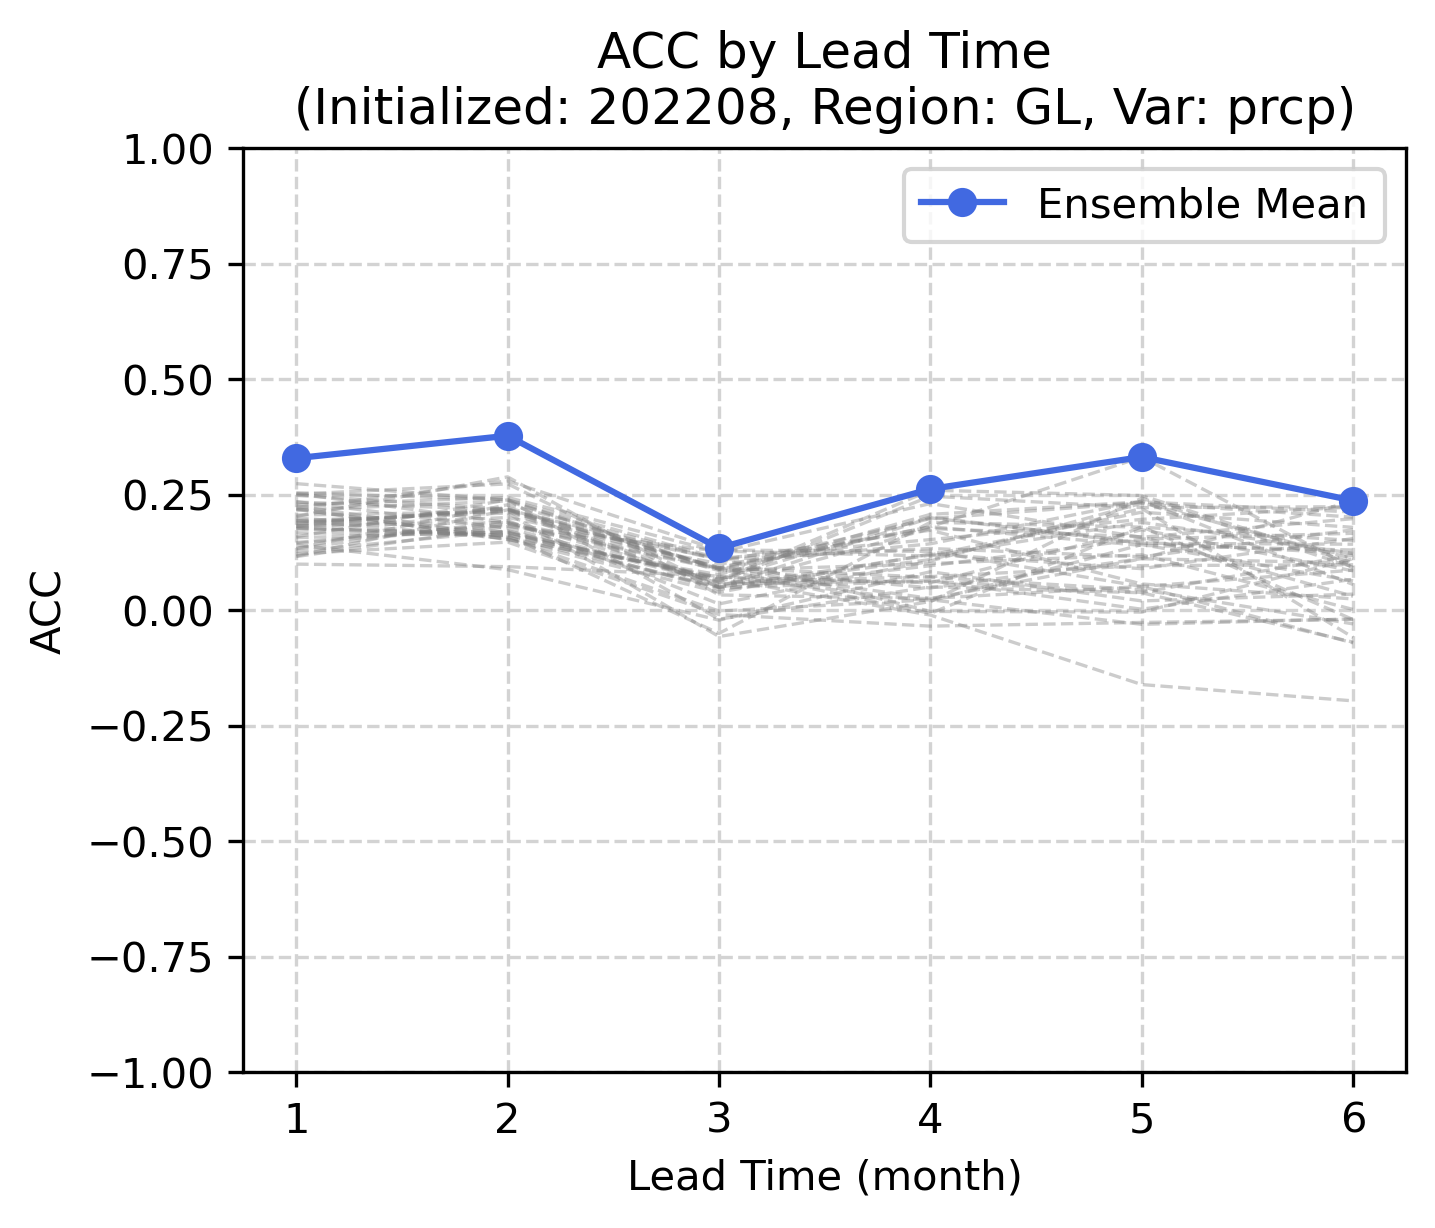 ACC by Lead Time
(Initialized: 202208, Region: GL, Var: prcp)
Ensemble Mean
1.00
0.75
0.50
0.25
0.00
−0.25
−0.50
−0.75
−1.00
ACC
1 2 3 4 5 6
Lead Time (month)